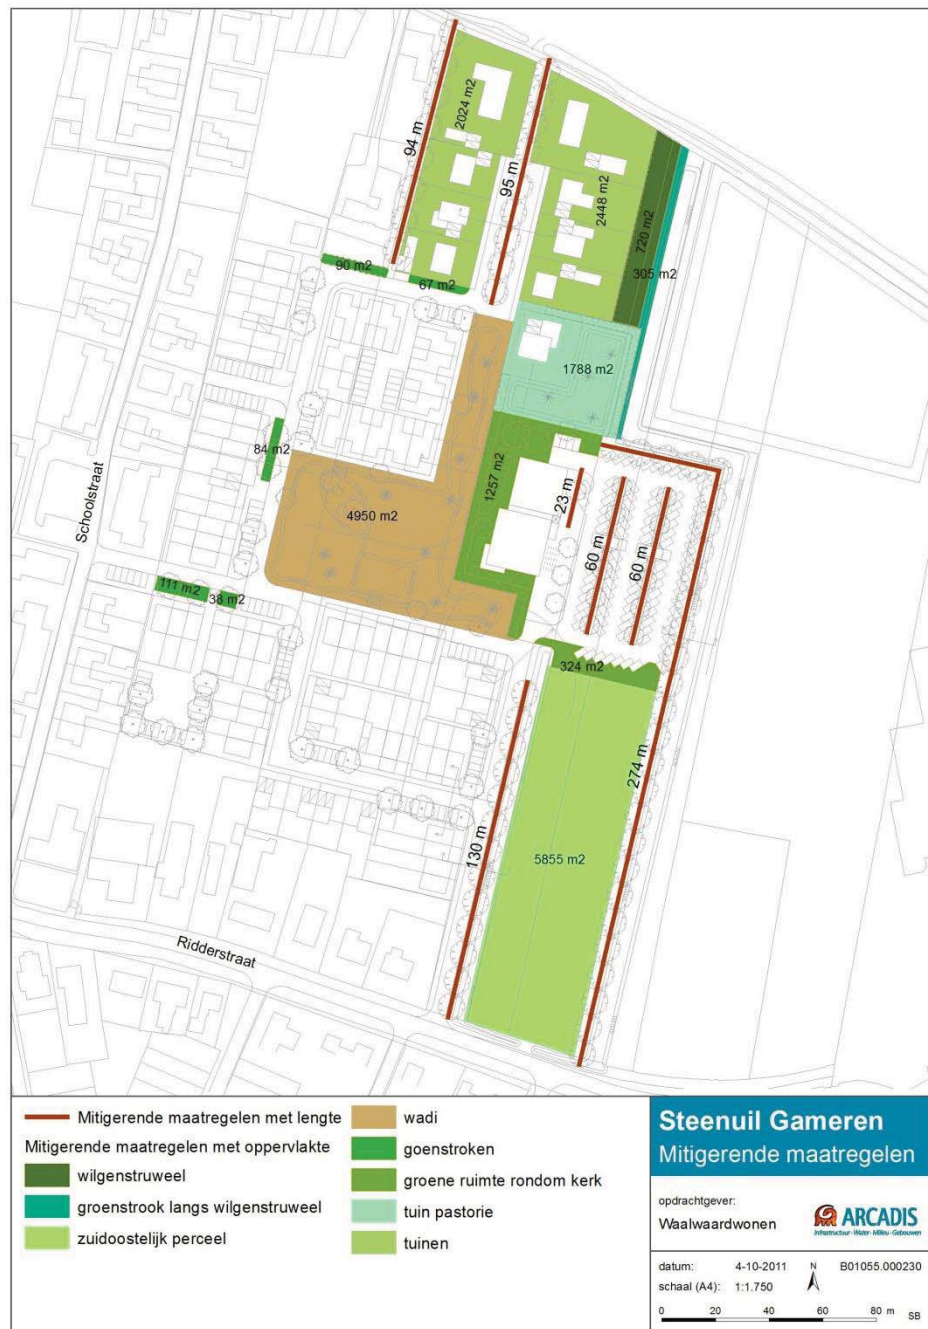 94 m
2024 m2
95 m
2448 m2
720 m2
305 m2
90 m2
67 m2
1788 m2
84 m2
4950 m2
1257 m2
23 m
60 m
60 m
Schoolstraat
111 m2
38 m2
324 m2
274 m
130 m
5855 m2
Ridderstraat
Mitigerende maatregelen met lengte
Mitigerende maatregelen met oppervlakte
wilgenstruweel
groenstrook langs wilgenstruweel
zuidoostelijk perceel
wadi
goenstroken
groene ruimte rondom kerk
tuin pastorie
tuinen
Steenuil Gameren
Mitigerende maatregelen
opdrachtgever:
Waalwaardwonen
ARCADIS
Infrastructuur · Water · Milieu · Gebouwen
datum: 4-10-2011 N B01055.000230
schaal (A4): 1:1.750
0 20 40 60 80 m SB